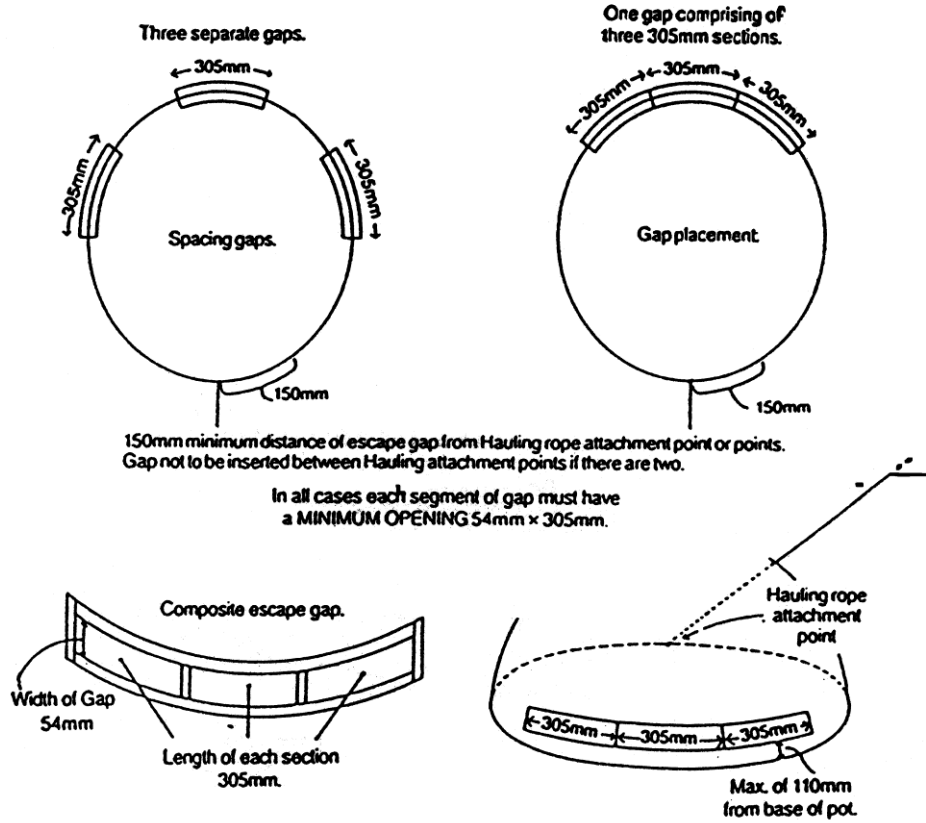 Three separate gaps.
305mm
305mm
305mm
Spacing gaps.
150mm
One gap comprising of
three 305mm sections.
305mm
305mm
305mm
Gap placement.
150mm
150mm minimum distance of escape gap from Hauling rope attachment point or points.
Gap not to be inserted between Hauling attachment points if there are two.
In all cases each segment of gap must have
a MINIMUM OPENING 54mm × 305mm.
Composite escape gap.
Width of Gap
54mm
Length of each section
305mm.
Hauling rope
attachment
point
305mm
305mm
305mm
Max. of 110mm
from base of pot.